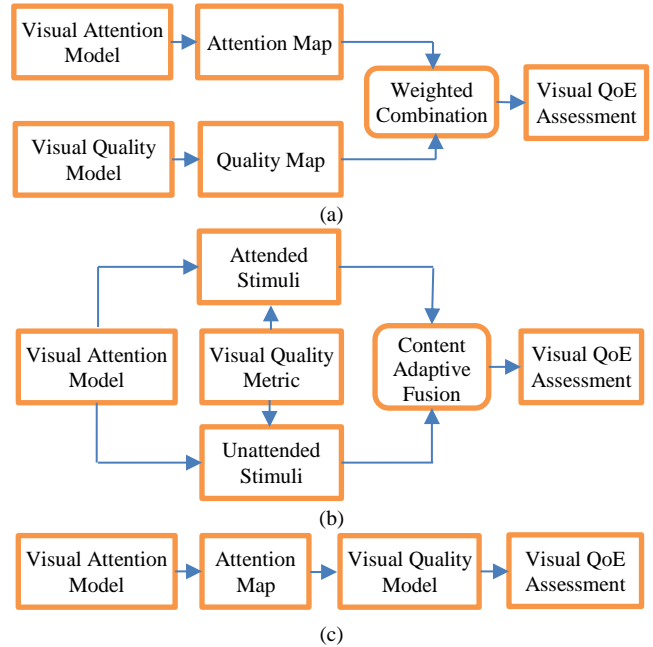 Visual Attention
Model
Attention Map
Weighted
Combination
Visual QoE
Assessment
Visual Quality
Model
Quality Map
(a)
Attended
Stimuli
Visual Attention
Model
Visual Quality
Metric
Content
Adaptive
Fusion
Visual QoE
Assessment
Unattended
Stimuli
(b)
Visual Attention
Model
Attention
Map
Visual Quality
Model
Visual QoE
Assessment
(c)